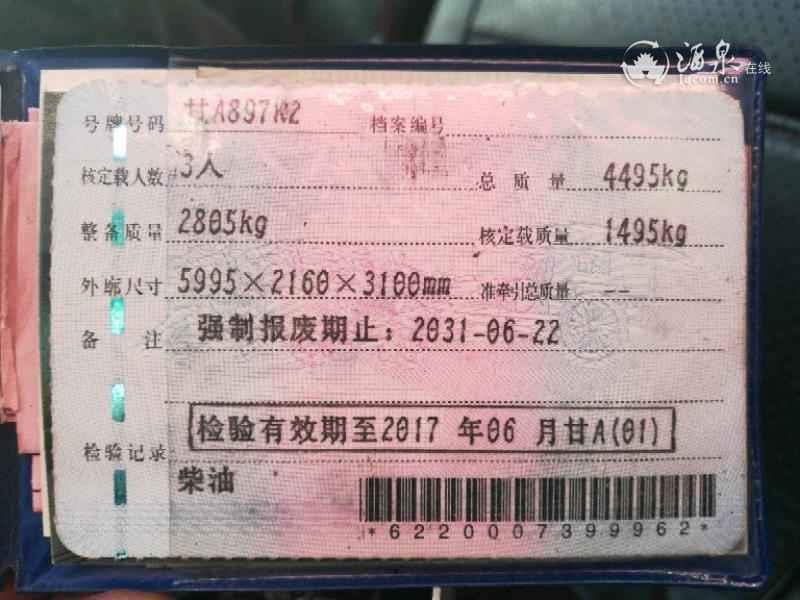 酒泉在线
jqcom.cn
号牌号码 甘A897K2 档案编号
核定载人数 3人 总质量 4495kg
整备质量 2805kg 核定载质量 1495kg
外廓尺寸 5995×2160×3100mm 准牵引总质量 --
备注 强制报废期止：2031-06-22
检验有效期至2017 年06 月甘A(01)
检验记录
柴油
*6220007399962*